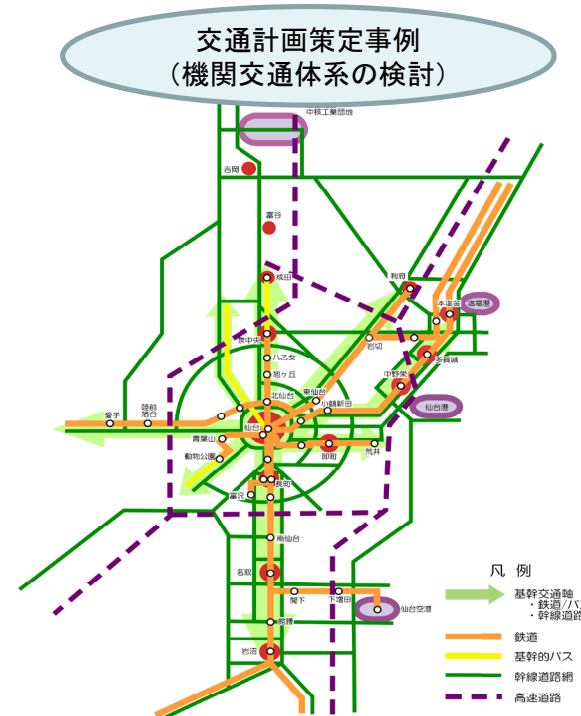 交通計画策定事例
（機関交通体系の検討）
中核工業団地
吉岡
富谷
成田
利府
本塩釜
塩竈港
泉中央
八乙女
岩切
多賀城
旭ヶ丘
中野栄
北仙台
東仙台
小鶴新田
仙台港
愛子
陸前
落合
仙台
青葉山
動物公園
卸町
荒井
長町
富沢
南仙台
名取
関下
下増田
仙台空港
館腰
岩沼
凡 例
基幹交通軸
・鉄道/バス
・幹線道路
鉄道
基幹的バス
幹線道路網
高速道路